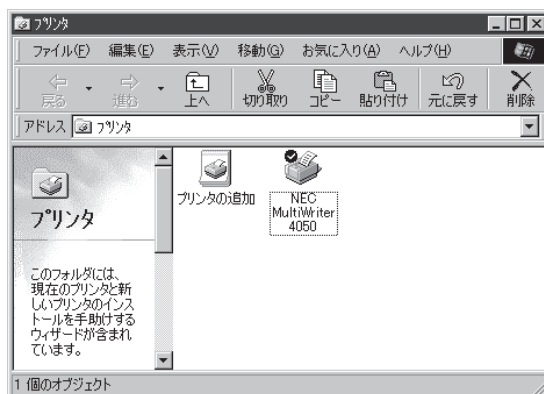 プリンタ
ファイル(F) 編集(E) 表示(V) 移動(G) お気に入り(A) ヘルプ(H)
戻る 進む 上へ 切り取り コピー 貼り付け 元に戻す 削除
アドレス プリンタ
プリンタ
このフォルダには、
現在のプリンタと新
しいプリンタのインス
トールを手助けする
ウィザードが含まれ
ています。
プリンタの追加
NEC
MultiWriter
4050
1 個のオブジェクト